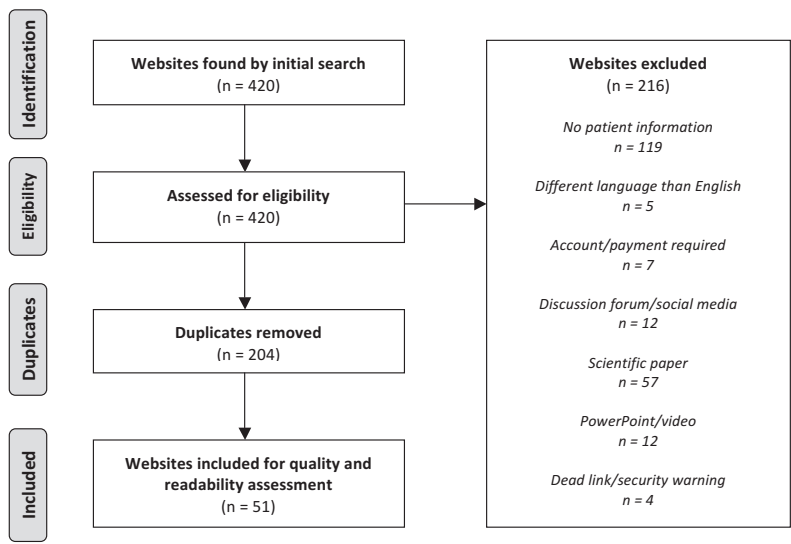 Identification
Websites found by initial search
(n = 420)
Eligibility
Assessed for eligibility
(n = 420)
Duplicates
Duplicates removed
(n = 204)
Included
Websites included for quality and
readability assessment
(n = 51)
Websites excluded
(n = 216)
No patient information
n = 119
Different language than English
n = 5
Account/payment required
n = 7
Discussion forum/social media
n = 12
Scientific paper
n = 57
PowerPoint/video
n = 12
Dead link/security warning
n = 4